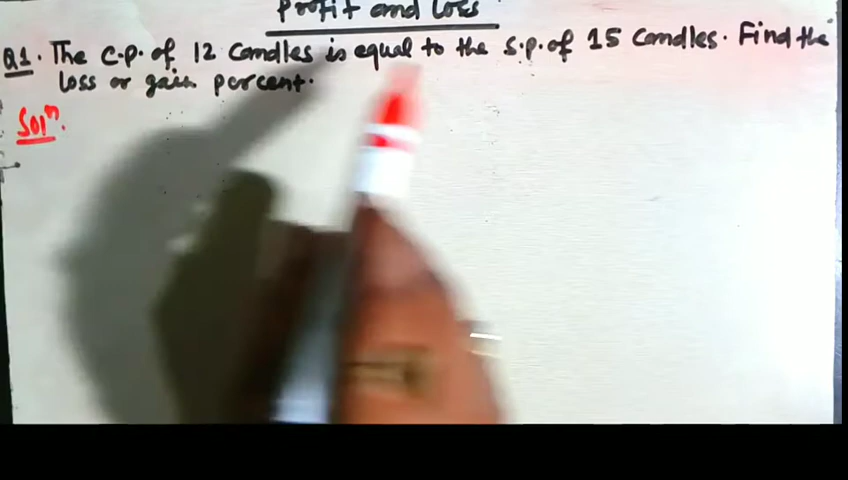 Profit and Loss
Q1. The C.P. of 12 Candles is equal to the S.P. of 15 Candles. Find the
loss or gain percent.
Solⁿ.